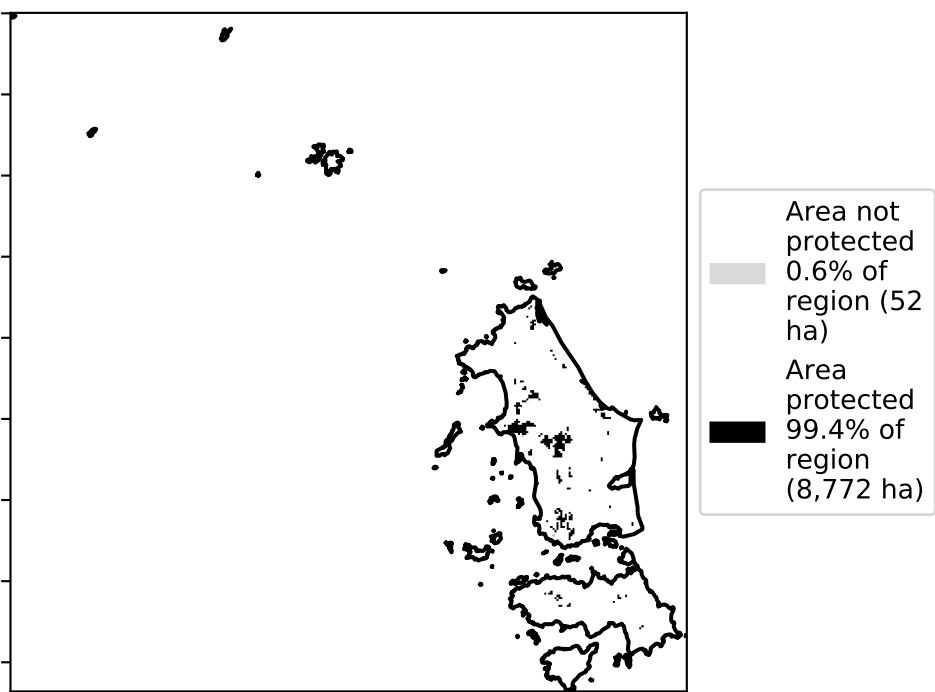 Area not
protected
0.6% of
region (52
ha)
Area
protected
99.4% of
region
(8,772 ha)